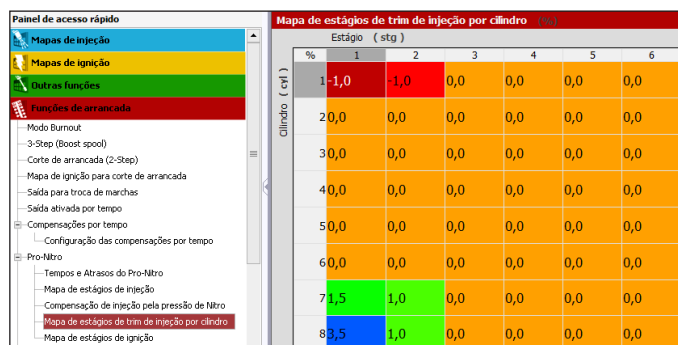 Painel de acesso rápido
Mapas de injeção
Mapas de ignição
Outras funções
Funções de arrancada
Modo Burnout
3-Step (Boost spool)
Corte de arrancada (2-Step)
Mapa de ignição para corte de arrancada
Saída para troca de marchas
Saída ativada por tempo
Compensações por tempo
Configuração das compensações por tempo
Pro-Nitro
Tempos e Atrasos do Pro-Nitro
Mapa de estágios de injeção
Compensação de injeção pela pressão de Nitro
Mapa de estágios de trim de injeção por cilindro
Mapa de estágios de ignição
Mapa de estágios de trim de injeção por cilindro (%)
Estágio ( stg )
Cilindro ( cyl )
% 1 2 3 4 5 6
1 -1,0 -1,0 0,0 0,0 0,0 0,0
2 0,0 0,0 0,0 0,0 0,0 0,0
3 0,0 0,0 0,0 0,0 0,0 0,0
4 0,0 0,0 0,0 0,0 0,0 0,0
5 0,0 0,0 0,0 0,0 0,0 0,0
6 0,0 0,0 0,0 0,0 0,0 0,0
7 1,5 1,0 0,0 0,0 0,0 0,0
8 3,5 1,0 0,0 0,0 0,0 0,0